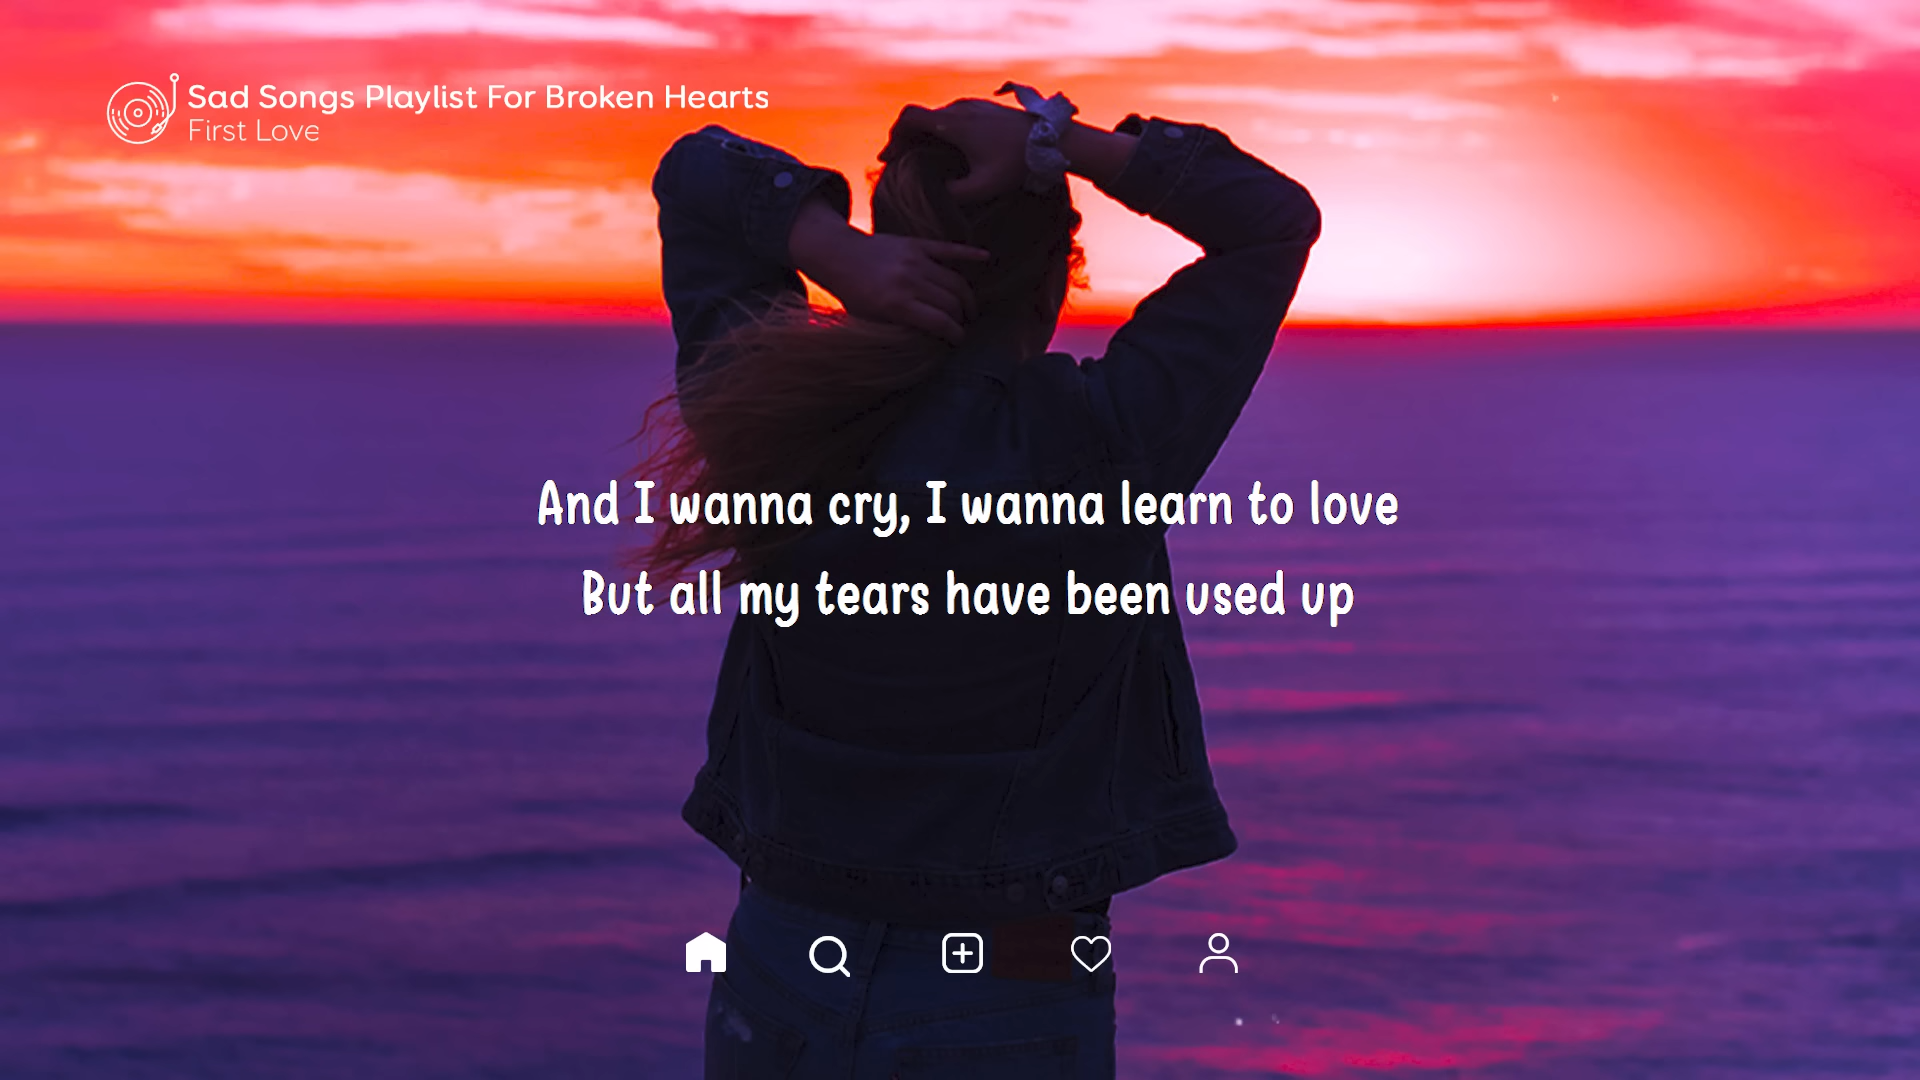 Sad Songs Playlist For Broken Hearts
First Love
And I wanna cry, I wanna learn to love
But all my tears have been used up